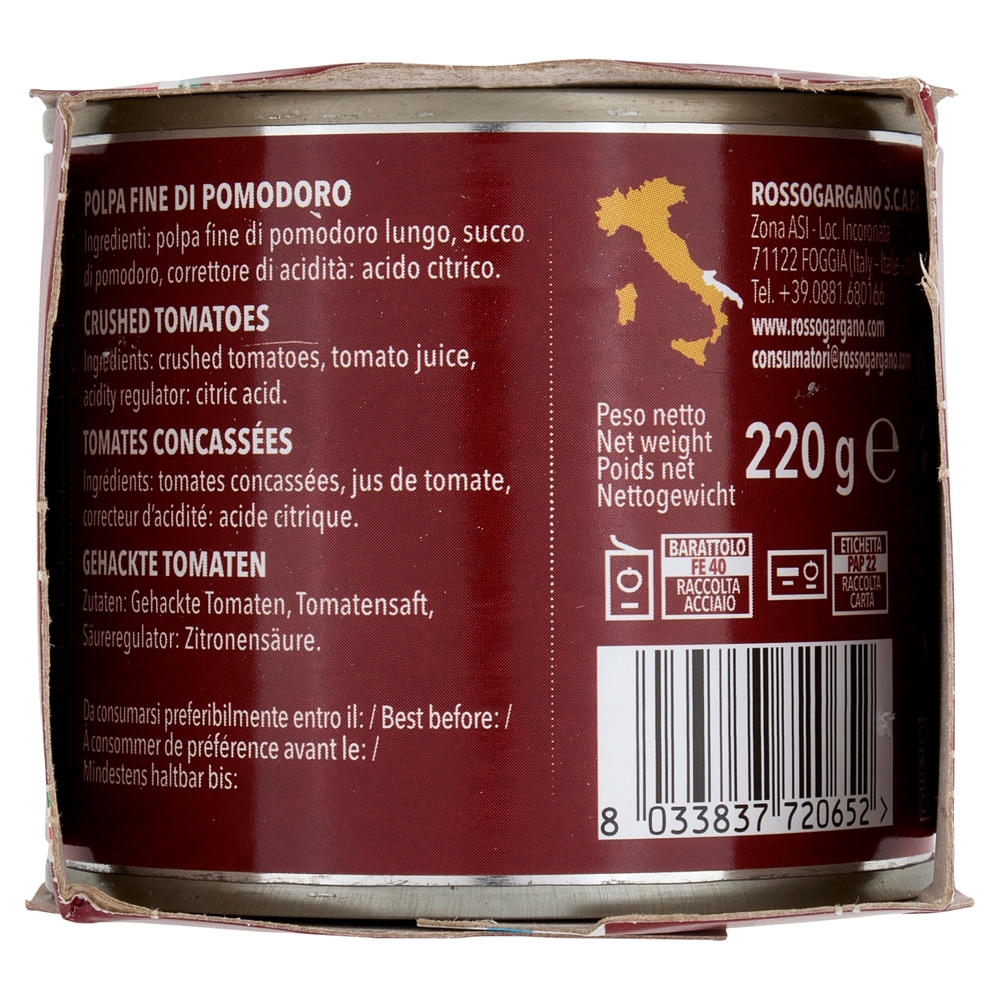 POLPA FINE DI POMODORO
Ingredienti: polpa fine di pomodoro lungo, succo
di pomodoro, correttore di acidità: acido citrico.
CRUSHED TOMATOES
Ingredients: crushed tomatoes, tomato juice,
acidity regulator: citric acid.
TOMATES CONCASSÉES
Ingrédients: tomates concassées, jus de tomate,
correcteur d'acidité: acide citrique.
GEHACKTE TOMATEN
Zutaten: Gehackte Tomaten, Tomatensaft,
Säureregulator: Zitronensäure.
Da consumarsi preferibilmente entro il: / Best before: /
À consommer de préférence avant le: /
Mindestens haltbar bis:
ROSSOGARGANO S.C.A.P.A.
Zona ASI - Loc. Incoronata
71122 FOGGIA (Italy -
Tel. +39.0881.680166
www.rossogargano.com
consumatori@rossogargano.com
Peso netto
Net weight
Poids net
Nettogewicht
220 g e
BARATTOLO
FE 40
RACCOLTA
ACCIAIO
ETICHETTA
PAP 22
RACCOLTA
CARTA
8 033837 720652 >